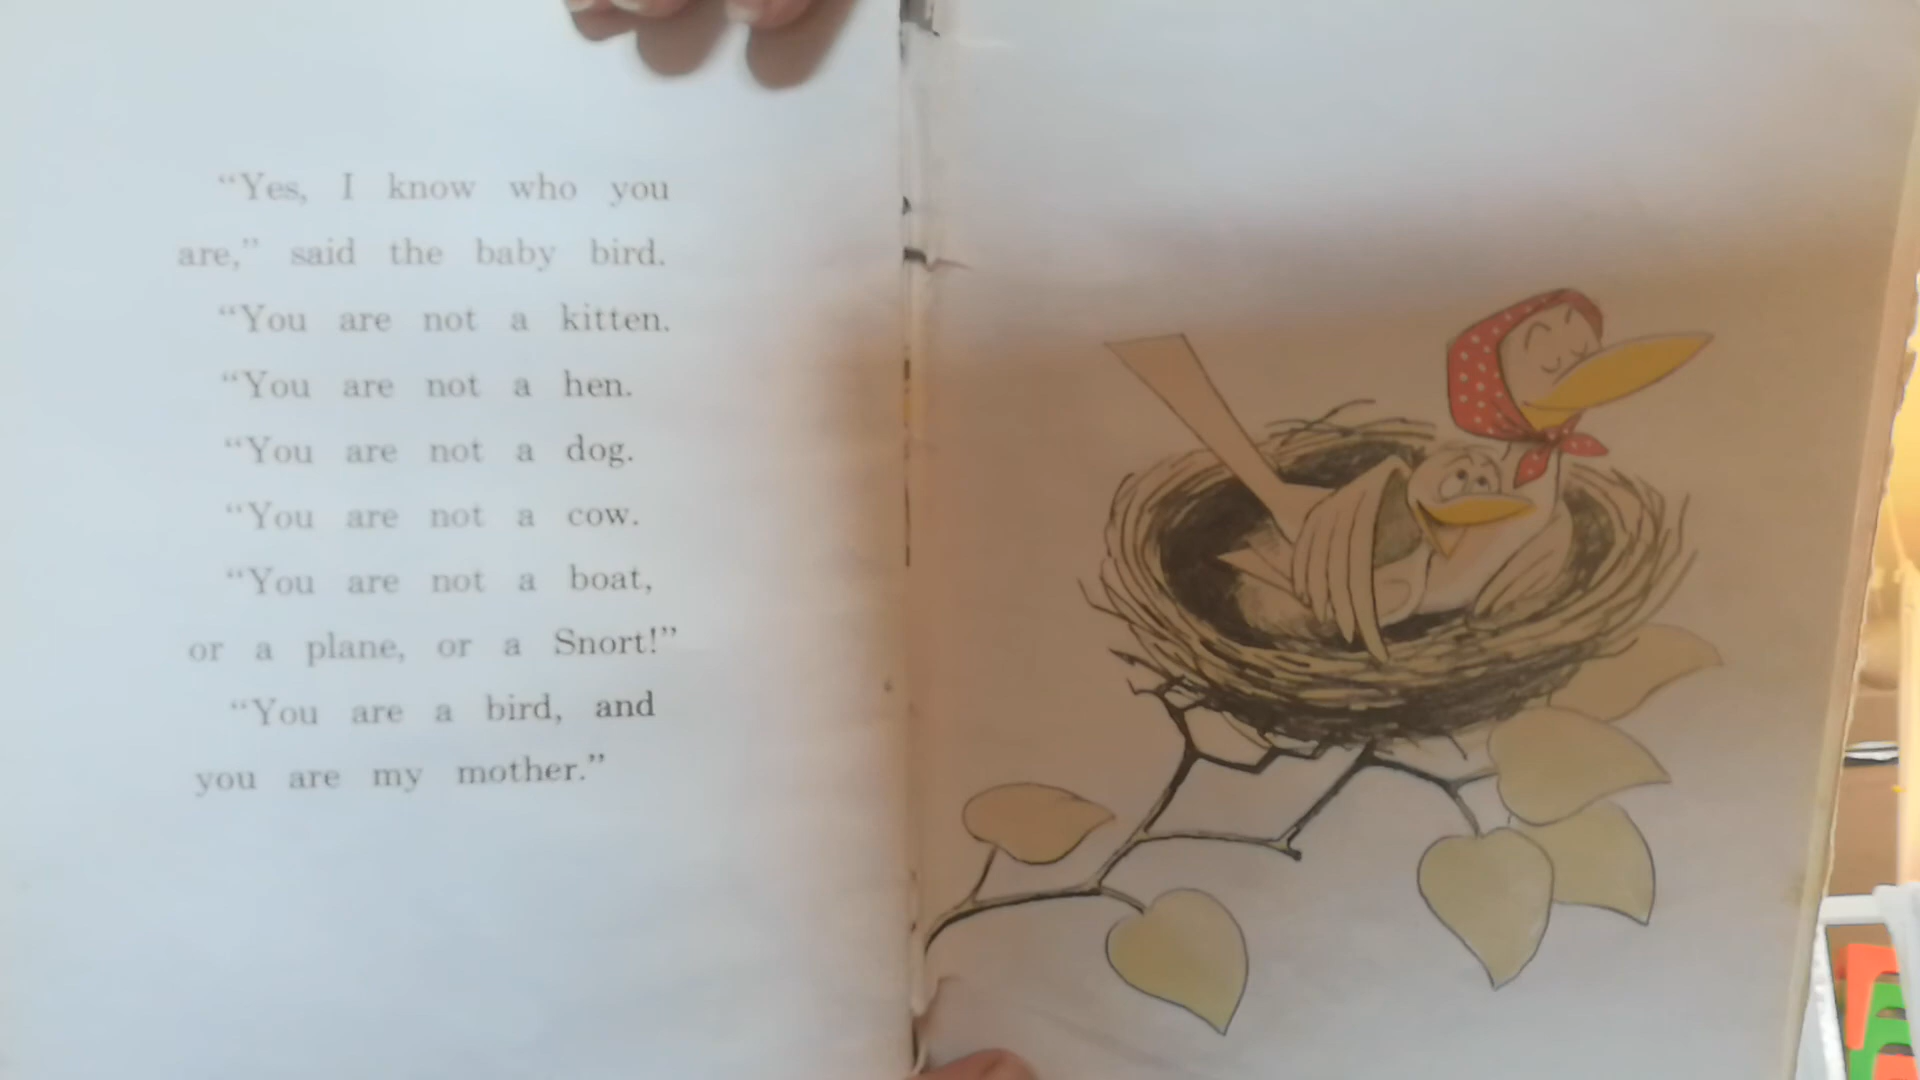 “Yes, I know who you
are,” said the baby bird.
“You are not a kitten.
“You are not a hen.
“You are not a dog.
“You are not a cow.
“You are not a boat,
or a plane, or a Snort!”
“You are a bird, and
you are my mother.”